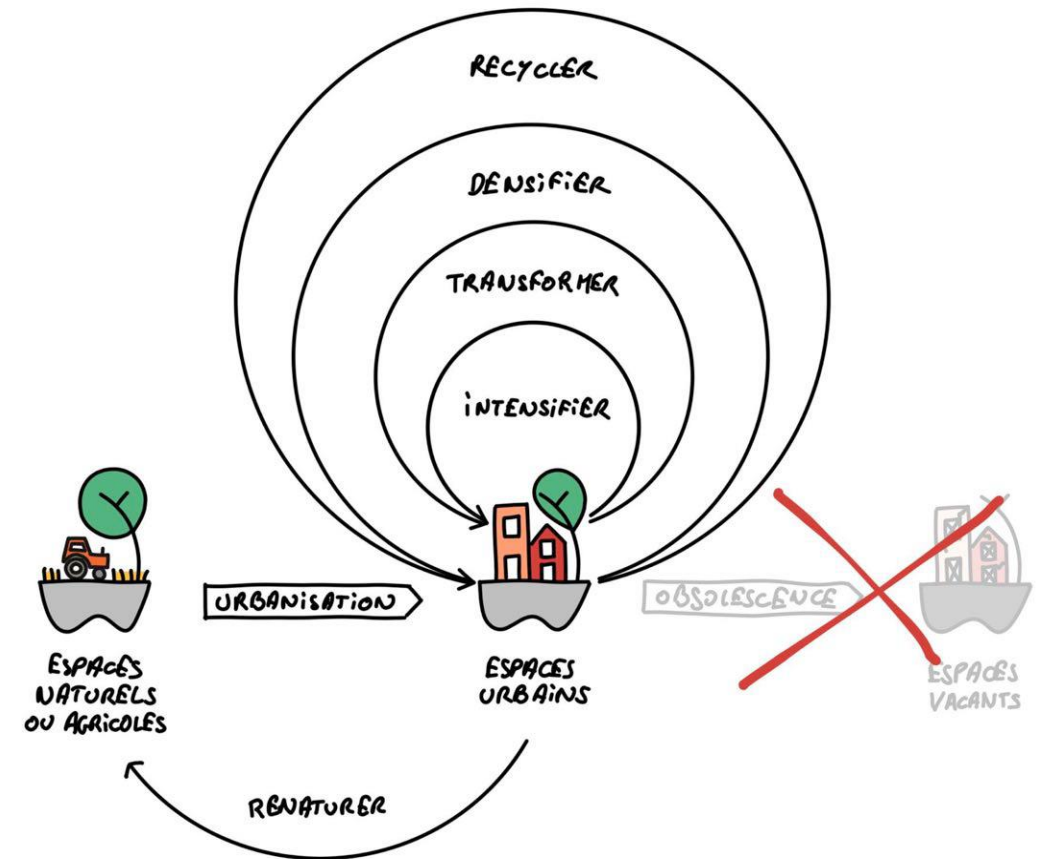 RECYCLER
DENSiFiER
TRANSFORMER
iNTENSiFiER
URBANiSATiON
OBSOLESCENCE
ESPACES
NATURELS
OU AGRiCOLES
ESPACES
URBAiNS
ESPACES
VACANTS
RENATURER